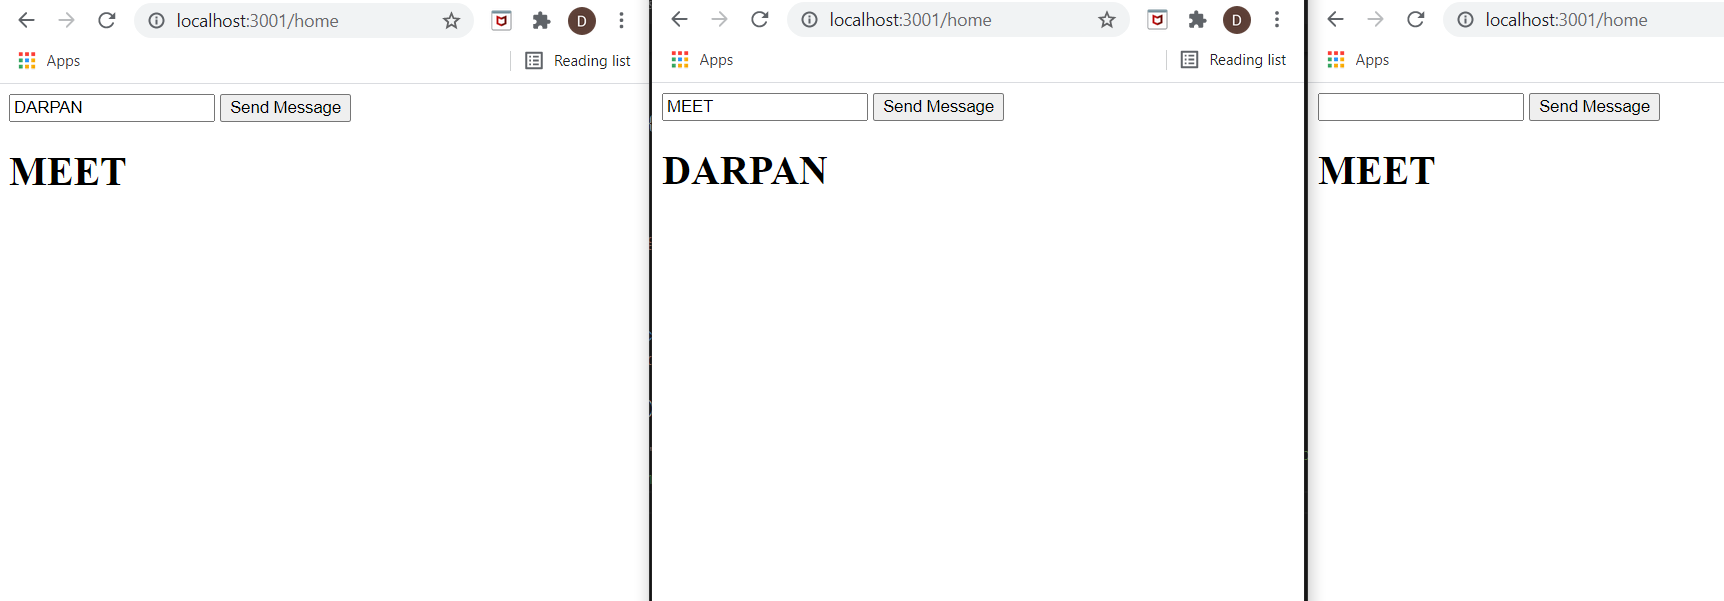 localhost:3001/home
D
Apps
Reading list
DARPAN
Send Message
MEET
localhost:3001/home
D
Apps
Reading list
MEET
Send Message
DARPAN
localhost:3001/home
Apps
Send Message
MEET